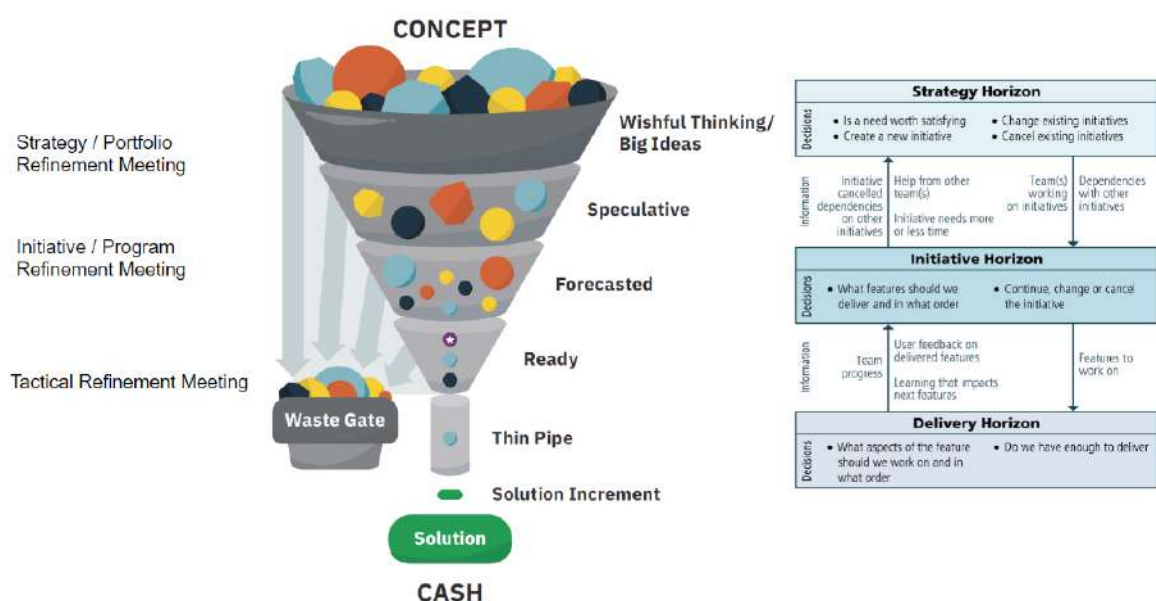 CONCEPT
Strategy / Portfolio
Refinement Meeting
Initiative / Program
Refinement Meeting
Tactical Refinement Meeting
Wishful Thinking/
Big Ideas
Speculative
Forecasted
Ready
Waste Gate
Thin Pipe
Solution Increment
Solution
CASH
Strategy Horizon
Decisions
• Is a need worth satisfying
• Create a new initiative
• Change existing initiatives
• Cancel existing initiatives
Information
Initiative
cancelled
dependencies
on other
initiatives
Help from other
team(s)
Initiative needs more
or less time
Team(s)
working
on initiatives
Dependencies
with other
initiatives
Initiative Horizon
Decisions
• What features should we
deliver and in what order
• Continue, change or cancel
the initiative
Information
Team
progress
User feedback on
delivered features
Learning that impacts
next features
Features to
work on
Delivery Horizon
Decisions
• What aspects of the feature
should we work on and in
what order
• Do we have enough to deliver